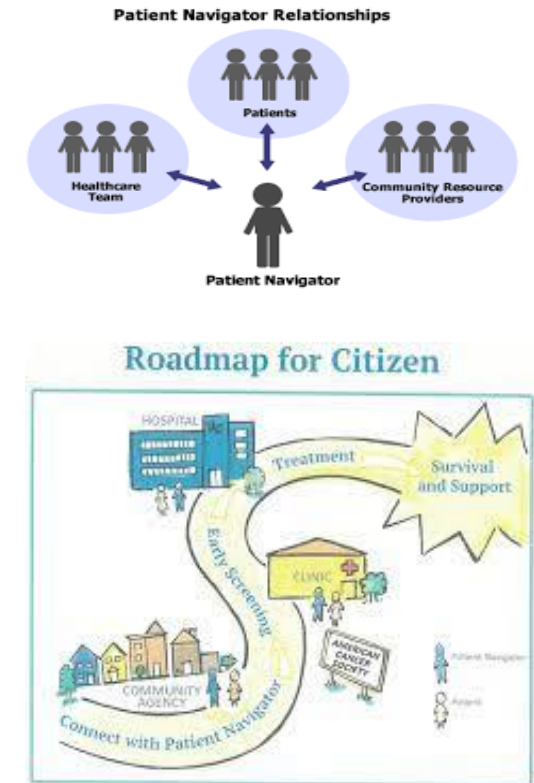 Patient Navigator Relationships
Patients
Healthcare
Team
Community Resource
Providers
Patient Navigator
Roadmap for Citizen
HOSPITAL
Treatment
Survival
and Support
Early Screening
CLINIC
AMERICAN
CANCER
SOCIETY
COMMUNITY
AGENCY
Connect with Patient Navigator
Patient Navigator